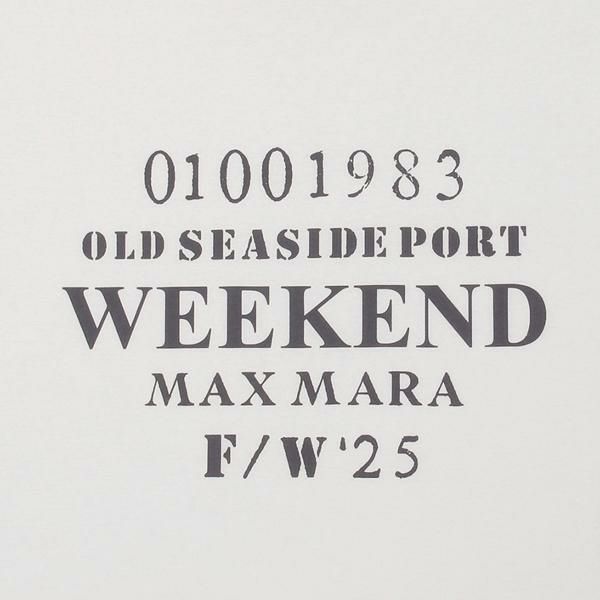 01001983
OLD SEASIDE PORT
WEEKEND
MAX MARA
F/W '25